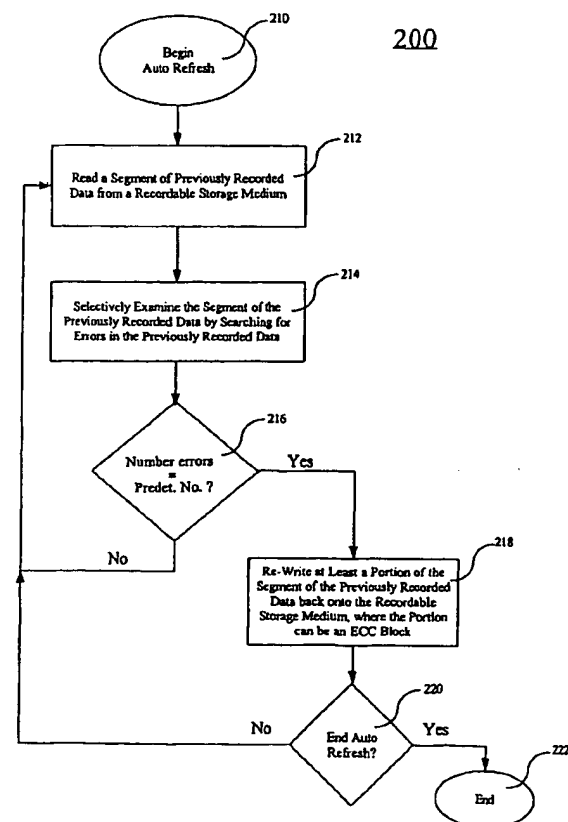 210
200
Begin
Auto Refresh
212
Read a Segment of Previously Recorded
Data from a Recordable Storage Medium
214
Selectively Examine the Segment of the
Previously Recorded Data by Searching for
Errors in the Previously Recorded Data
216
Number errors
=
Predet. No. ?
Yes
No
218
Re-Write at Least a Portion of the
Segment of the Previously Recorded
Data back onto the Recordable
Storage Medium, where the Portion
can be an ECC Block
220
End Auto
Refresh?
No
Yes
222
End